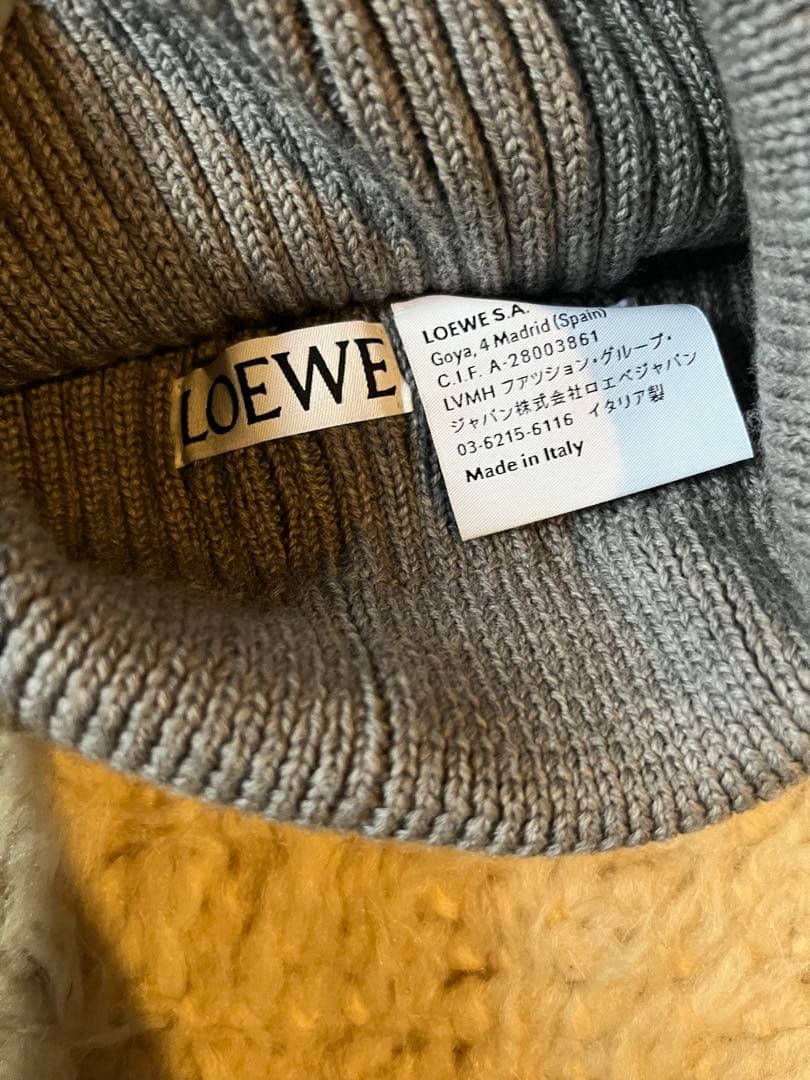 LOEWE
LOEWE S.A.
Goya, 4 Madrid (Spain)
C.I.F. A-28003861
LVMH ファッション・グループ・
ジャパン株式会社ロエベジャパン
03-6215-6116 イタリア製
Made in Italy